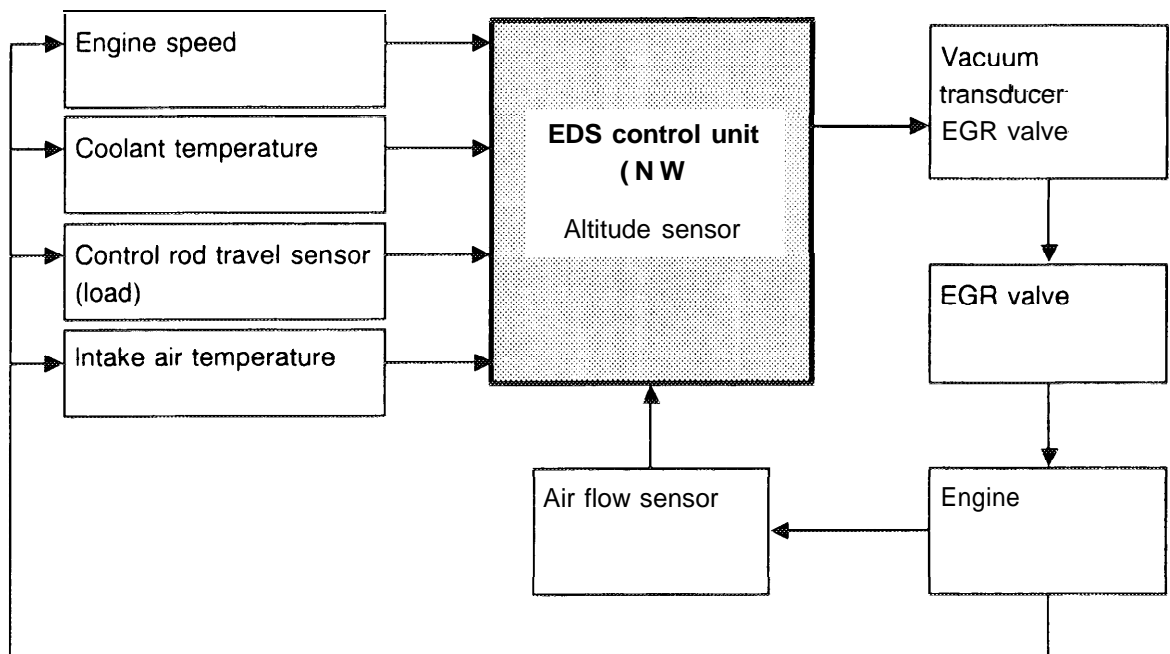 Engine speed
Coolant temperature
Control rod travel sensor
(load)
Intake air temperature
EDS control unit
(NW
Altitude sensor
Vacuum
transducer
EGR valve
EGR valve
Air flow sensor
Engine